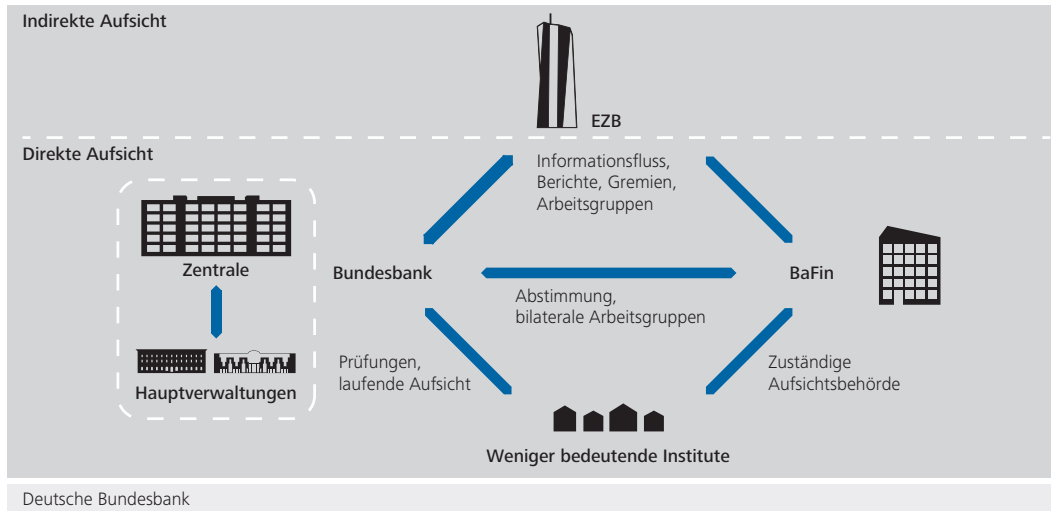 Indirekte Aufsicht
EZB
Direkte Aufsicht
Informationsfluss,
Berichte, Gremien,
Arbeitsgruppen
Zentrale
Bundesbank
BaFin
Abstimmung,
bilaterale Arbeitsgruppen
Hauptverwaltungen
Prüfungen,
laufende Aufsicht
Zuständige
Aufsichtsbehörde
Weniger bedeutende Institute
Deutsche Bundesbank